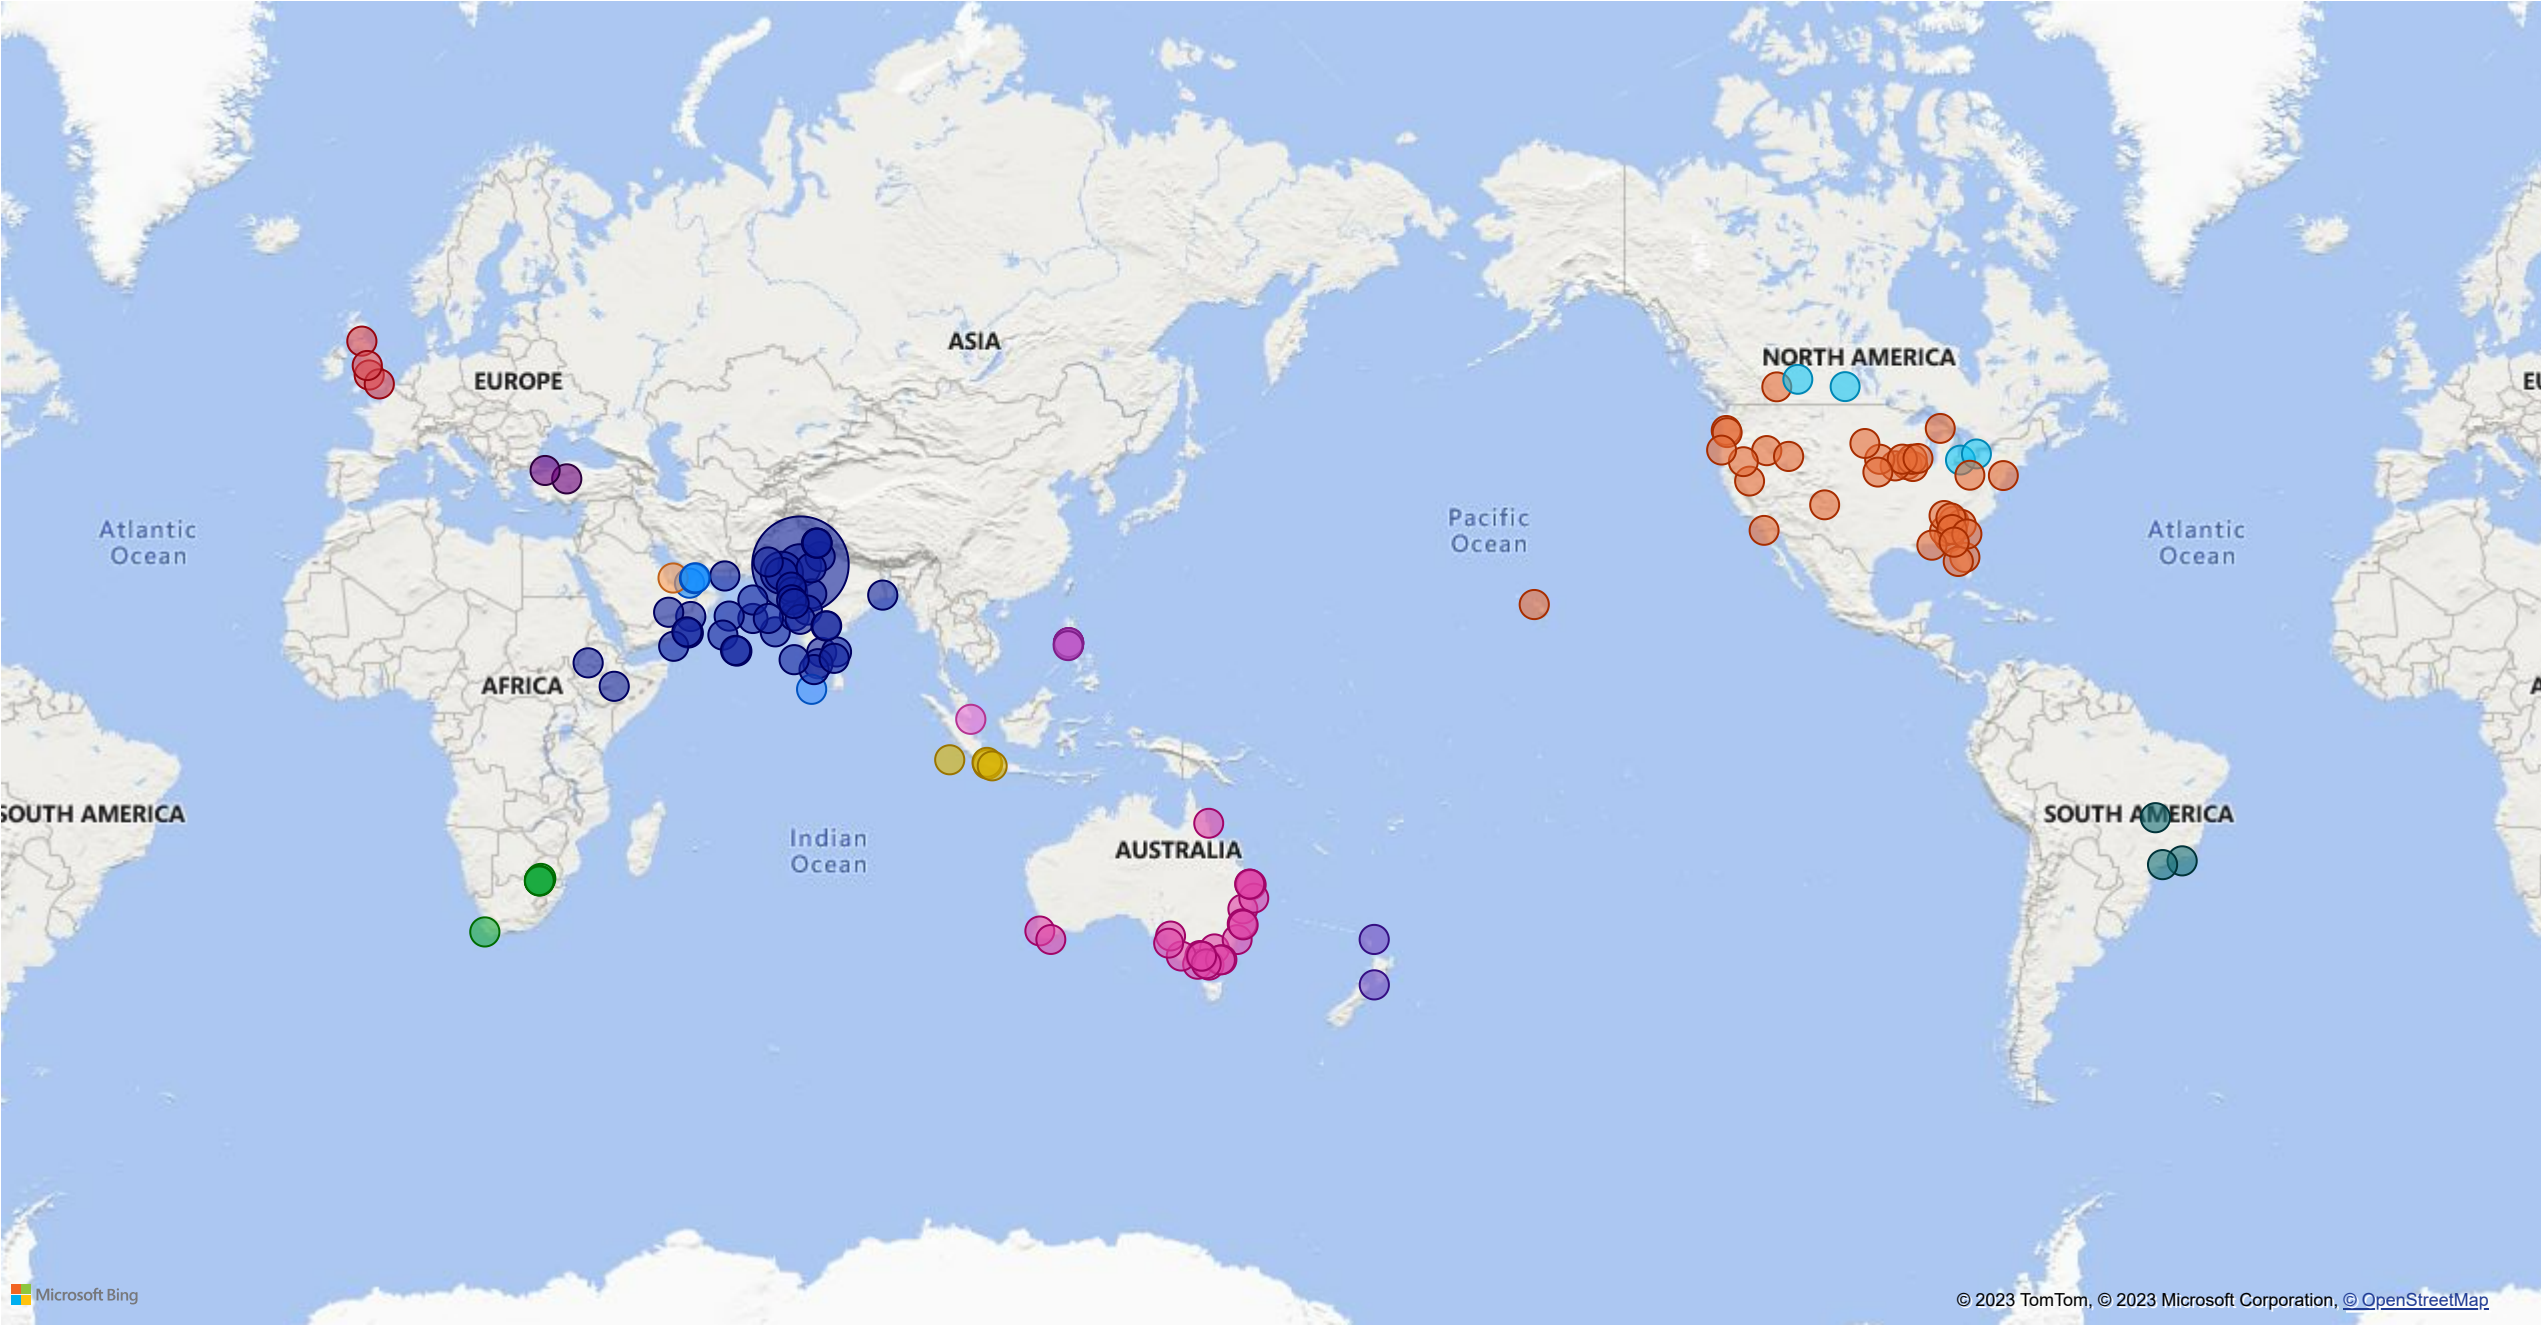 ASIA
NORTH AMERICA
EUROPE
EU
Atlantic
Ocean
Pacific
Ocean
Atlantic
Ocean
AFRICA
A
SOUTH AMERICA
Indian
Ocean
AUSTRALIA
SOUTH AMERICA
Microsoft Bing
© 2023 TomTom, © 2023 Microsoft Corporation, © OpenStreetMap